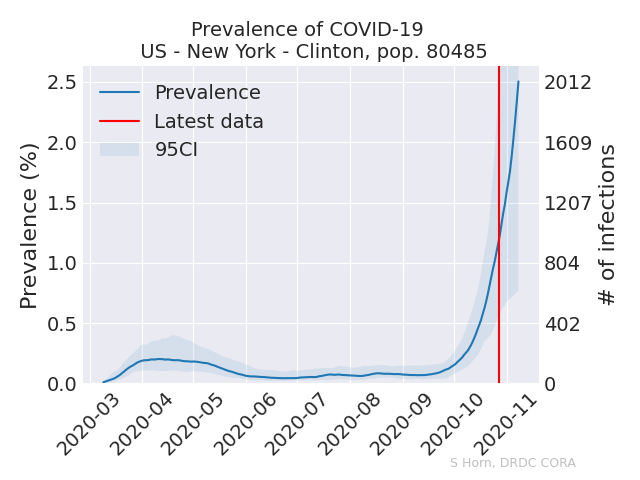 Prevalence of COVID-19
US - New York - Clinton, pop. 80485
Prevalence
Latest data
95CI
Prevalence (%)
2.5
2.0
1.5
1.0
0.5
0.0
2012
1609
1207
804
402
0
# of infections
2020-03
2020-04
2020-05
2020-06
2020-07
2020-08
2020-09
2020-10
2020-11
S Horn, DRDC CORA